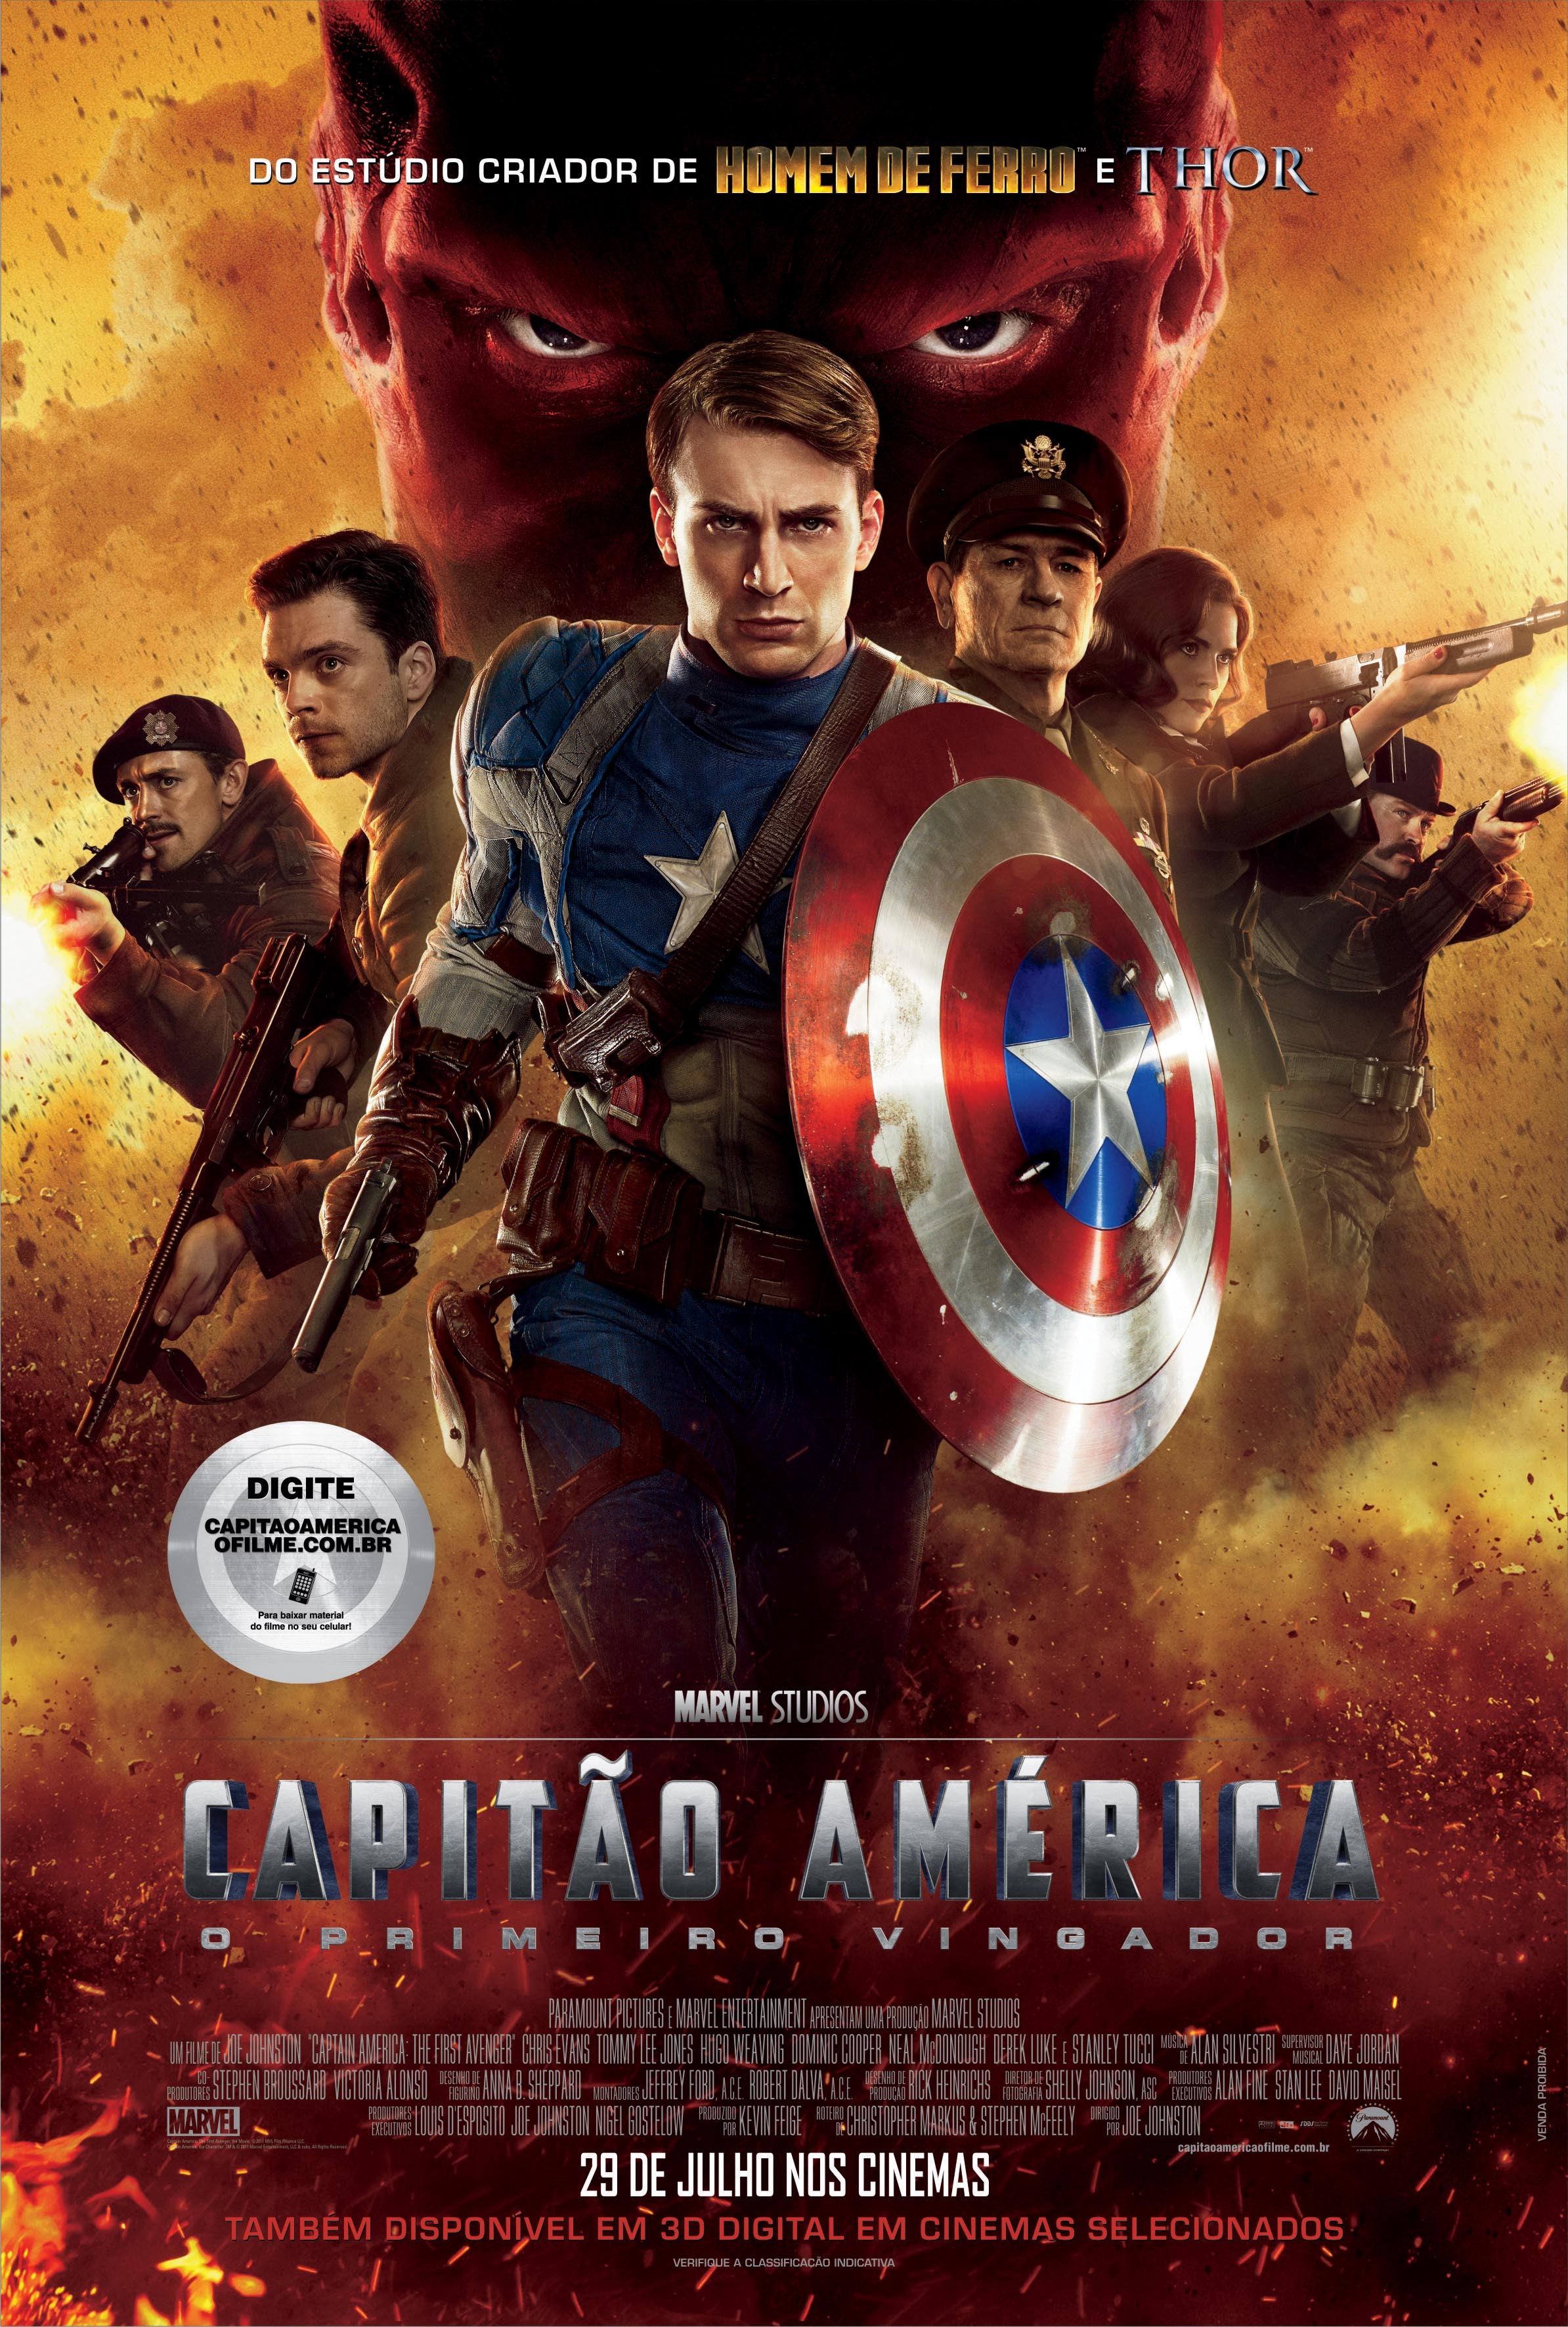 DO ESTÚDIO CRIADOR DE HOMEM DE FERRO™ E THOR™
DIGITE
CAPITAOAMERICA
OFILME.COM.BR
Para baixar material
do filme no seu celular!
MARVEL STUDIOS
CAPITÃO AMÉRICA
O PRIMEIRO VINGADOR
PARAMOUNT PICTURES E MARVEL ENTERTAINMENT APRESENTAM UMA PRODUÇÃO MARVEL STUDIOS
UM FILME DE JOE JOHNSTON "CAPTAIN AMERICA: THE FIRST AVENGER" CHRIS EVANS TOMMY LEE JONES HUGO WEAVING DOMINIC COOPER NEAL McDONOUGH DEREK LUKE E STANLEY TUCCI MÚSICA DE ALAN SILVESTRI SUPERVISOR MUSICAL DAVE JORDAN
CO-PRODUTORES STEPHEN BROUSSARD VICTORIA ALONSO DESENHO DE FIGURINO ANNA B. SHEPPARD MONTADORES JEFFREY FORD, A.C.E. ROBERT DALVA, A.C.E. DESENHO DE PRODUÇÃO RICK HEINRICHS DIRETOR DE FOTOGRAFIA SHELLY JOHNSON, ASC PRODUTORES EXECUTIVOS ALAN FINE STAN LEE DAVID MAISEL
MARVEL
PRODUTORES EXECUTIVOS LOUIS D'ESPOSITO JOE JOHNSTON NIGEL GOSTELOW PRODUZIDO POR KEVIN FEIGE ROTEIRO DE CHRISTOPHER MARKUS & STEPHEN McFEELY DIRIGIDO POR JOE JOHNSTON
Paramount
capitaoamericaofilme.com.br
29 DE JULHO NOS CINEMAS
TAMBÉM DISPONÍVEL EM 3D DIGITAL EM CINEMAS SELECIONADOS
VERIFIQUE A CLASSIFICAÇÃO INDICATIVA
VENDA PROIBIDA